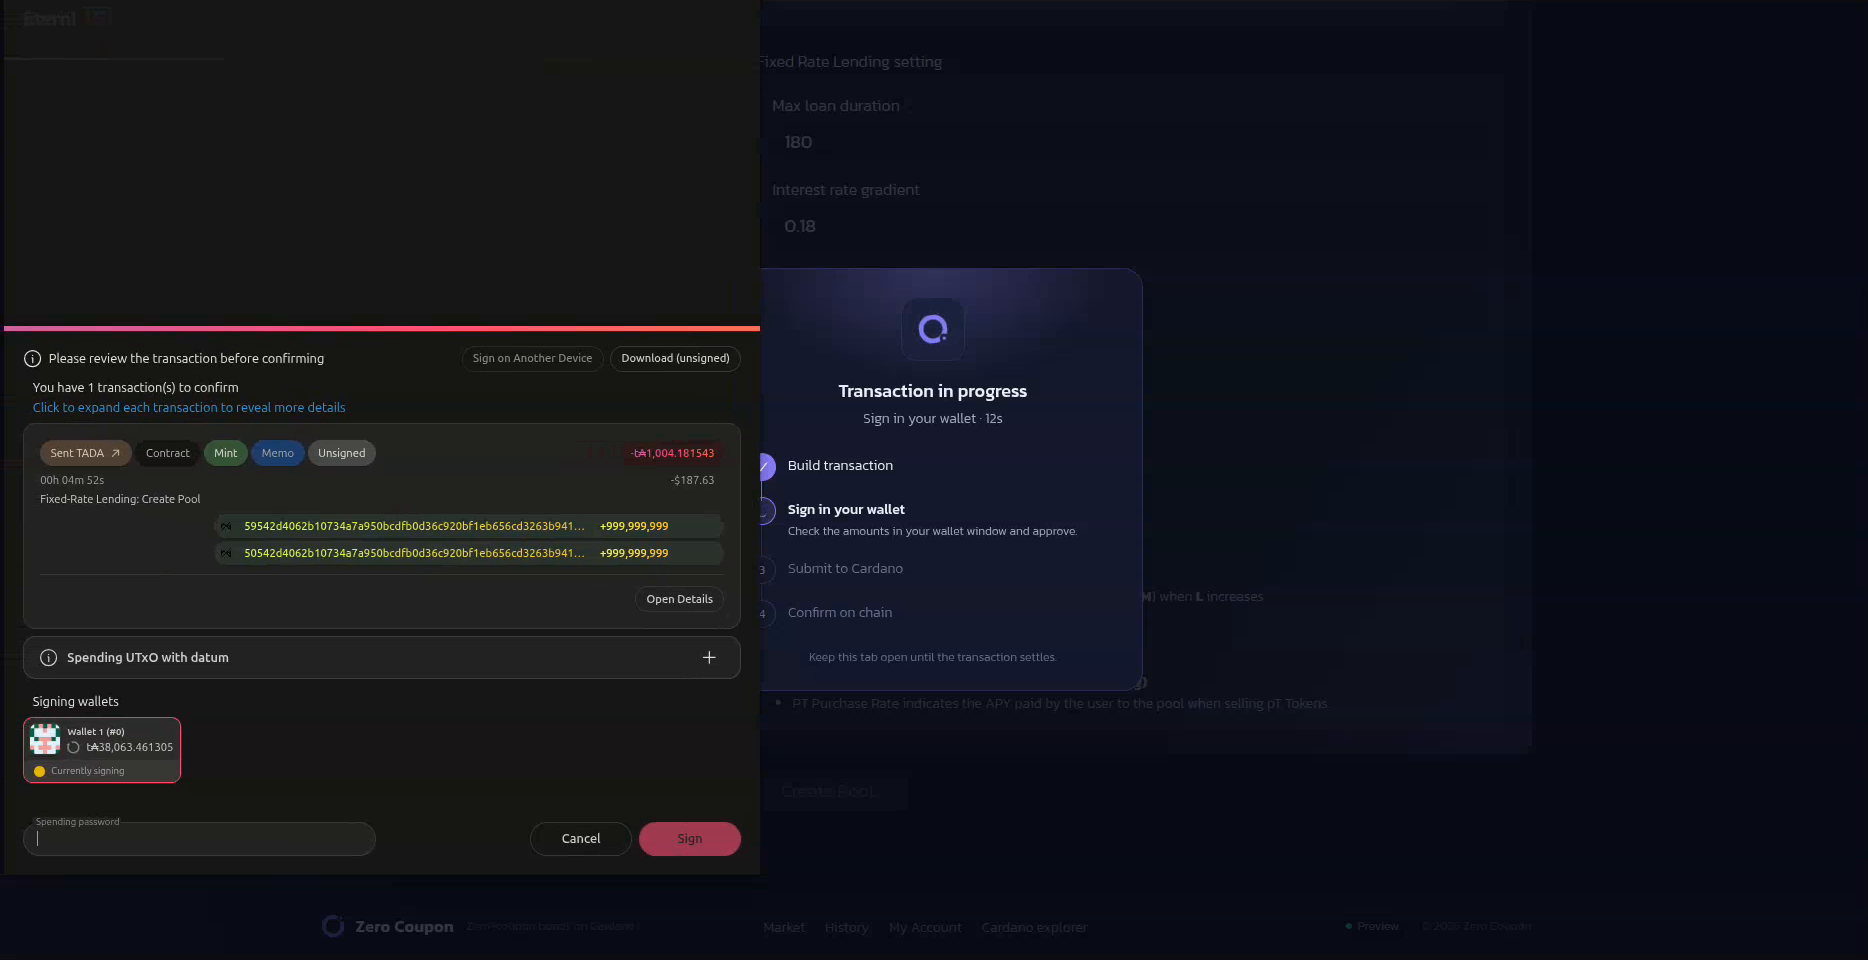 Eternl
Please review the transaction before confirming
Sign on Another Device
Download (unsigned)
You have 1 transaction(s) to confirm
Click to expand each transaction to reveal more details
Sent TADA
Contract
Mint
Memo
Unsigned
-t₳1,004.181543
00h 04m 52s
-$187.63
Fixed-Rate Lending: Create Pool
59542d4062b10734a7a950bcdfb0d36c920bf1eb656cd3263b941...
+999,999,999
50542d4062b10734a7a950bcdfb0d36c920bf1eb656cd3263b941...
+999,999,999
Open Details
Spending UTxO with datum
Signing wallets
Wallet 1 (#0)
t₳38,063.461305
Currently signing
Spending password
Cancel
Sign
Fixed Rate Lending setting
Max loan duration
180
Interest rate gradient
0.18
Transaction in progress
Sign in your wallet · 12s
Build transaction
Sign in your wallet
Check the amounts in your wallet window and approve.
3
Submit to Cardano
4
Confirm on chain
Keep this tab open until the transaction settles.
M) when L increases
PT Purchase Rate indicates the APY paid by the user to the pool when selling pT Tokens
Create Pool
Zero Coupon
Zero-coupon bonds on Cardano
Market
History
My Account
Cardano explorer
Preview
Zero Coupon